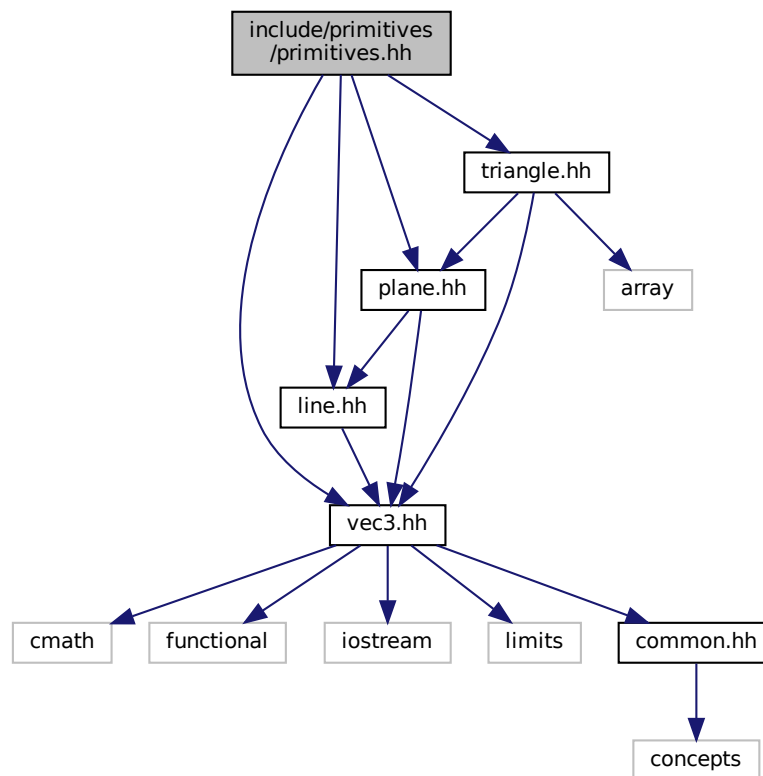 include/primitives
/primitives.hh
triangle.hh
plane.hh
array
line.hh
vec3.hh
cmath
functional
iostream
limits
common.hh
concepts